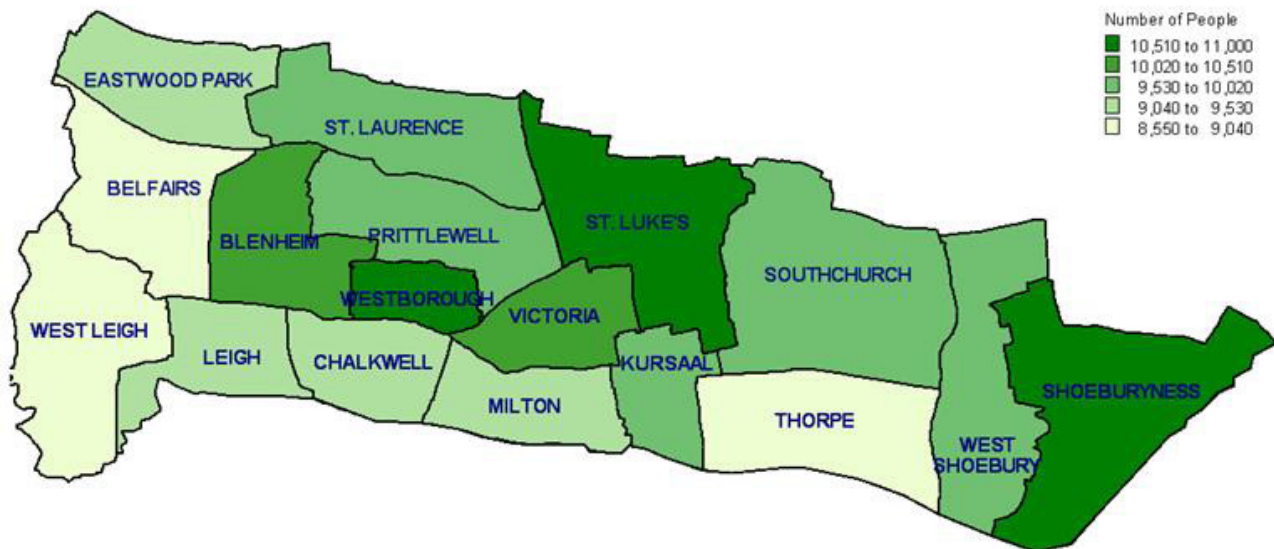 Number of People
10,510 to 11,000
10,020 to 10,510
9,530 to 10,020
9,040 to 9,530
8,550 to 9,040
EASTWOOD PARK
ST. LAURENCE
BELFAIRS
ST. LUKE'S
BLENHEIM
PRITTLEWELL
SOUTHCHURCH
WESTBOROUGH
VICTORIA
WEST LEIGH
LEIGH
CHALKWELL
KURSAAL
SHOEBURYNESS
MILTON
THORPE
WEST
SHOEBURY